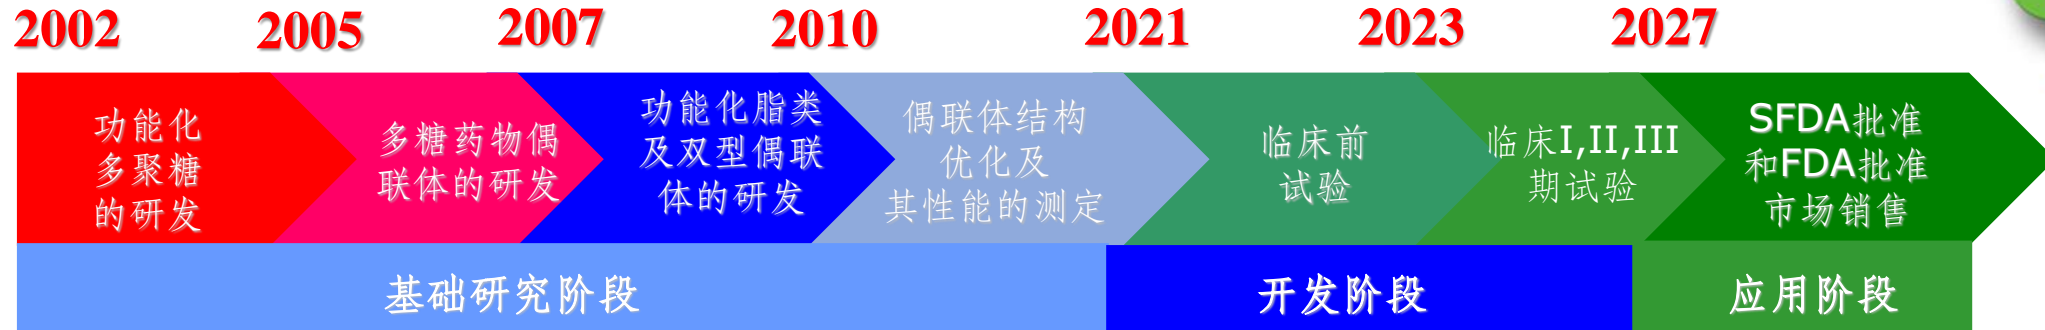 2002 2005 2007 2010 2021 2023 2027
功能化
多聚糖
的研发
多糖药物偶
联体的研发
功能化脂类
及双型偶联
体的研发
偶联体结构
优化及
其性能的测定
临床前
试验
临床I,II,III
期试验
SFDA批准
和FDA批准
市场销售
基础研究阶段 开发阶段 应用阶段